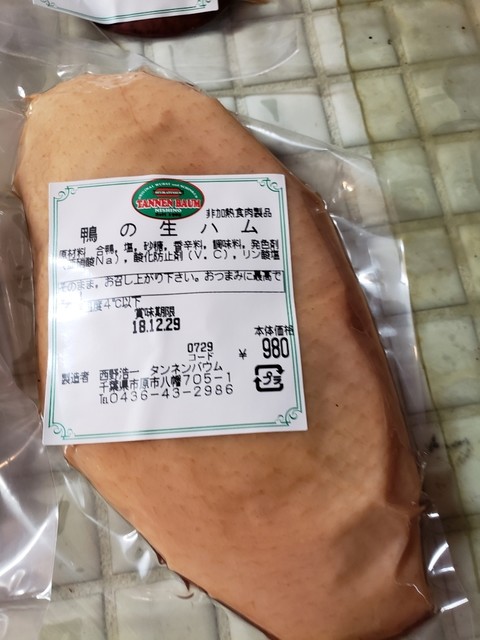 TANNEN BAUM
NISHINO
非加熱食肉製品
鴨の生ハム
原材料 合鴨，塩，砂糖，香辛料，調味料，発色剤
硝酸Na)，酸化防止剤(V.C)，リン酸塩
そのまま，お召し上がり下さい。おつまみに最高で
4℃以下
賞味期限
18.12.29
本体価格
0729
コード
¥ 980
プラ
製造者 西野浩一 タンネンバウム
千葉県市原市八幡705-1
℡0436-43-2986